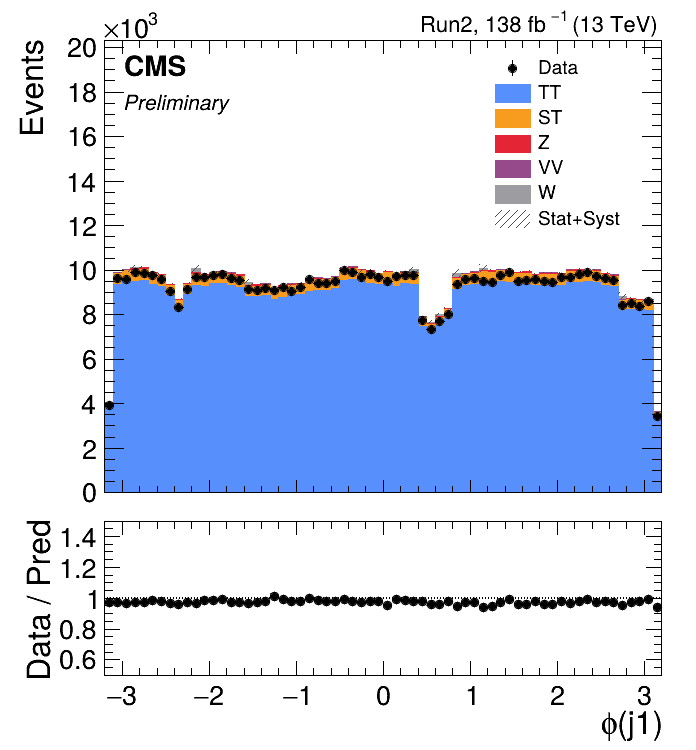 ×10³
Run2, 138 fb⁻¹ (13 TeV)
20
18
16
14
12
10
8
6
4
2
0
Events
CMS
Preliminary
Data
TT
ST
Z
VV
W
Stat+Syst
1.4
1.2
1
0.8
0.6
Data / Pred
−3 −2 −1 0 1 2 3
ϕ(j1)